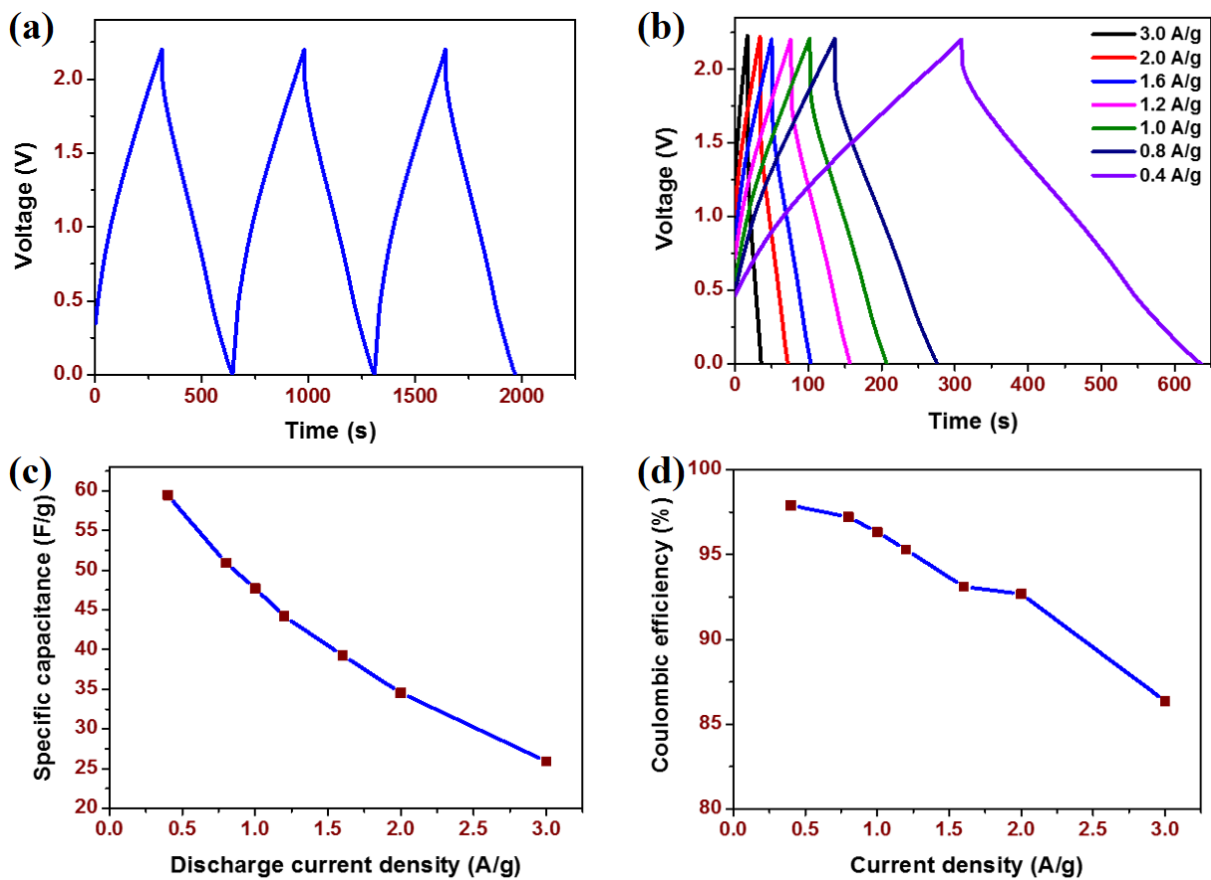 (a)
2.0
1.5
1.0
0.5
0.0
Voltage (V)
0
500
1000
1500
2000
Time (s)
(b)
2.0
1.5
1.0
0.5
0.0
Voltage (V)
3.0 A/g
2.0 A/g
1.6 A/g
1.2 A/g
1.0 A/g
0.8 A/g
0.4 A/g
0
100
200
300
400
500
600
Time (s)
(c)
60
55
50
45
40
35
30
25
20
Specific capacitance (F/g)
0.0
0.5
1.0
1.5
2.0
2.5
3.0
Discharge current density (A/g)
(d)
100
95
90
85
80
Coulombic efficiency (%)
0.0
0.5
1.0
1.5
2.0
2.5
3.0
Current density (A/g)